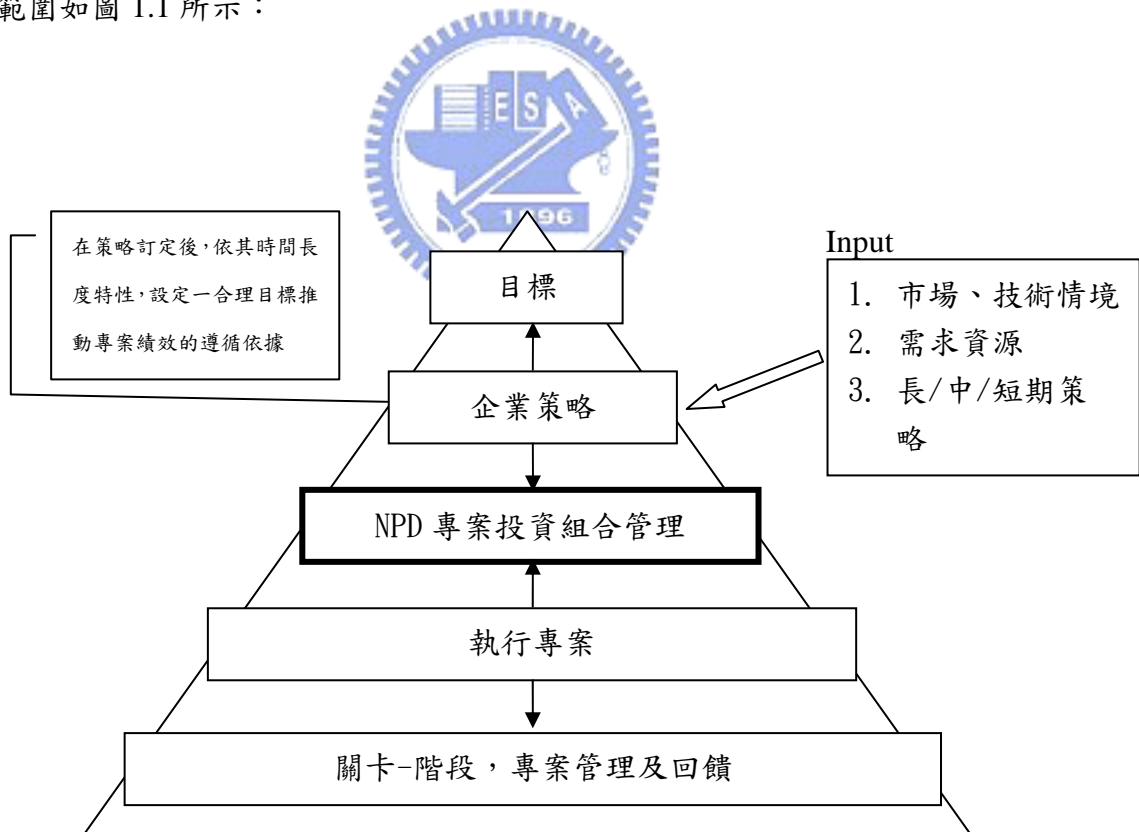 範圍如圖 1.1 所示：
ESA
1896
在策略訂定後，依其時間長
度特性，設定一合理目標推
動專案績效的遵循依據
目標
Input
1. 市場、技術情境
2. 需求資源
3. 長/中/短期策
略
企業策略
NPD 專案投資組合管理
執行專案
關卡-階段，專案管理及回饋